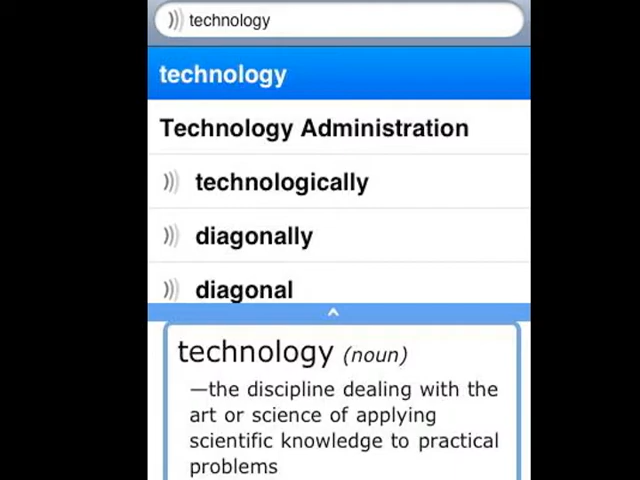 technology
technology
Technology Administration
technologically
diagonally
diagonal
technology (noun)
—the discipline dealing with the
art or science of applying
scientific knowledge to practical
problems